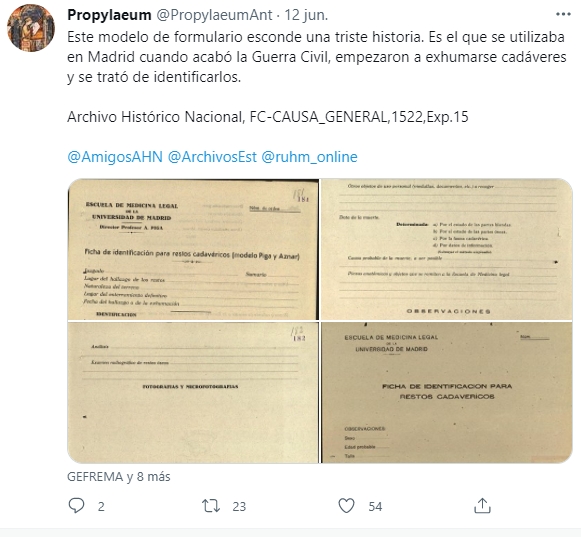 Propylaeum @PropylaeumAnt · 12 jun.
Este modelo de formulario esconde una triste historia. Es el que se utilizaba
en Madrid cuando acabó la Guerra Civil, empezaron a exhumarse cadáveres
y se trató de identificarlos.
Archivo Histórico Nacional, FC-CAUSA_GENERAL,1522,Exp.15
@AmigosAHN @ArchivosEst @ruhm_online
181
ESCUELA DE MEDICINA LEGAL
DE LA
UNIVERSIDAD DE MADRID
Director Profesor A. PIGA
Núm. de orden
Ficha de identificación para restos cadavéricos (modelo Piga y Aznar)
Juzgado
Sumario
Lugar del hallazgo de los restos
Naturaleza del terreno
Lugar del enterramiento definitivo
Fecha del hallazgo o de la exhumación
IDENTIFICACIÓN
Otros objetos de uso personal (medallas, documentos, etc.) a recoger
Data de la muerte.
Determinada: a) Por el estado de las partes blandas.
b) Por el estado de las partes óseas.
c) Por la fauna cadavérica.
d) Por datos de información.
Causa probable de la muerte, a ser posible
Piezas anatómicas y objetos que se remiten a la Escuela de Medicina legal
OBSERVACIONES
182
Análisis
Examen radiográfico de restos óseos
FOTOGRAFIAS Y MICROFOTOGRAFIAS
ESCUELA DE MEDICINA LEGAL
DE LA
UNIVERSIDAD DE MADRID
Núm.
FICHA DE IDENTIFICACION PARA
RESTOS CADAVERICOS
OBSERVACIONES:
Sexo
Edad probable
Talla
GEFREMA y 8 más
2
23
54